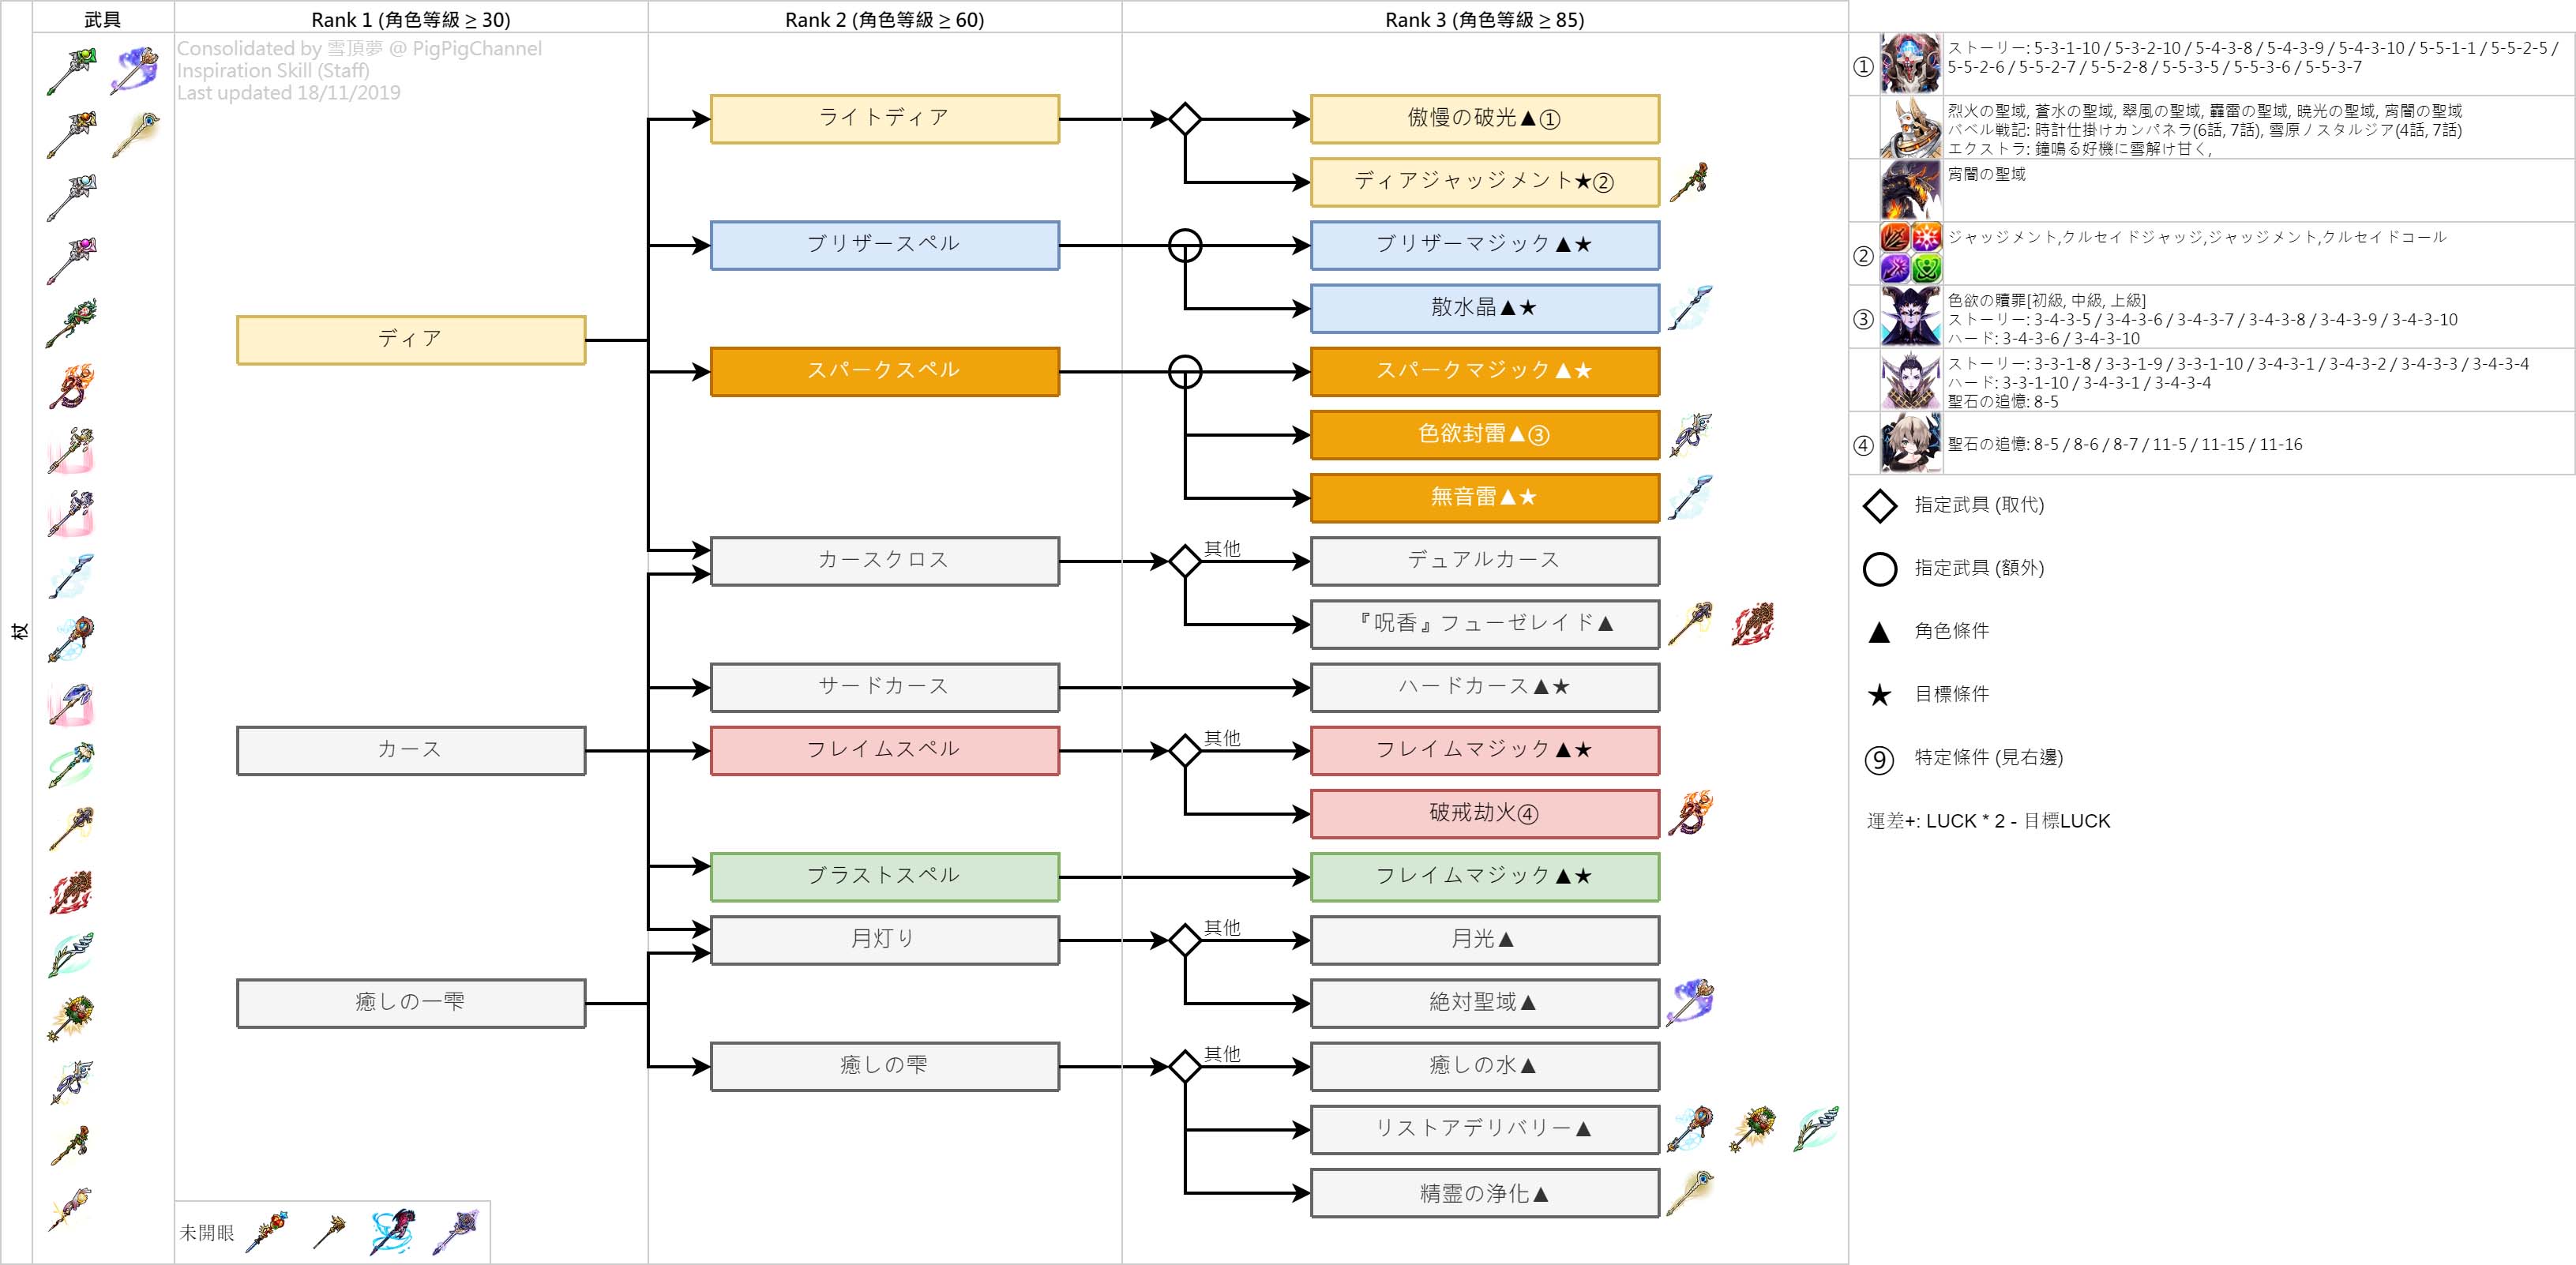 武具
Rank 1 (角色等級 ≥ 30)
Rank 2 (角色等級 ≥ 60)
Rank 3 (角色等級 ≥ 85)
Consolidated by 雪頂夢 @ PigPigChannel
Inspiration Skill (Staff)
Last updated 18/11/2019
杖
ディア
カース
癒しの一雫
未開眼
ライトディア
ブリザースペル
スパークスペル
カースクロス
サードカース
フレイムスペル
ブラストスペル
月灯り
癒しの雫
傲慢の破光▲①
ディアジャッジメント★②
ブリザーマジック▲★
散水晶▲★
スパークマジック▲★
色欲封雷▲③
無音雷▲★
其他
デュアルカース
『呪香』フューゼレイド▲
ハードカース▲★
其他
フレイムマジック▲★
破戒劫火④
フレイムマジック▲★
其他
月光▲
絶対聖域▲
其他
癒しの水▲
リストアデリバリー▲
精霊の浄化▲
①
ストーリー: 5-3-1-10 / 5-3-2-10 / 5-4-3-8 / 5-4-3-9 / 5-4-3-10 / 5-5-1-1 / 5-5-2-5 /
5-5-2-6 / 5-5-2-7 / 5-5-2-8 / 5-5-3-5 / 5-5-3-6 / 5-5-3-7
烈火の聖域, 蒼水の聖域, 翠風の聖域, 轟雷の聖域, 暁光の聖域, 宵闇の聖域
バベル戦記: 時計仕掛けカンパネラ(6話, 7話), 雪原ノスタルジア(4話, 7話)
エクストラ: 鐘鳴る好機に雪解け甘く,
宵闇の聖域
②
ジャッジメント,クルセイドジャッジ,ジャッジメント,クルセイドコール
③
色欲の贖罪[初級, 中級, 上級]
ストーリー: 3-4-3-5 / 3-4-3-6 / 3-4-3-7 / 3-4-3-8 / 3-4-3-9 / 3-4-3-10
ハード: 3-4-3-6 / 3-4-3-10
ストーリー: 3-3-1-8 / 3-3-1-9 / 3-3-1-10 / 3-4-3-1 / 3-4-3-2 / 3-4-3-3 / 3-4-3-4
ハード: 3-3-1-10 / 3-4-3-1 / 3-4-3-4
聖石の追憶: 8-5
④
聖石の追憶: 8-5 / 8-6 / 8-7 / 11-5 / 11-15 / 11-16
指定武具 (取代)
指定武具 (額外)
▲ 角色條件
★ 目標條件
⑨ 特定條件 (見右邊)
運差+: LUCK * 2 - 目標LUCK